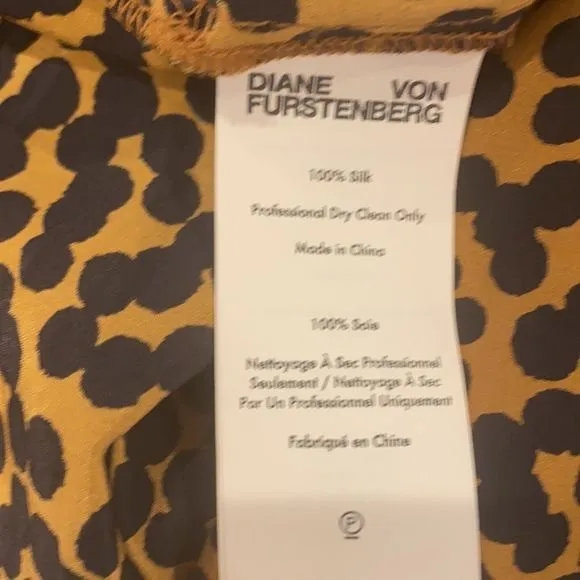 DIANE VON
FURSTENBERG
100% Silk
Professional Dry Clean Only
Made in China
100% Soie
Nettoyage À Sec Professionnel
Seulement / Nettoyage À Sec
Par Un Professionnel Uniquement
Fabriqué en Chine
P